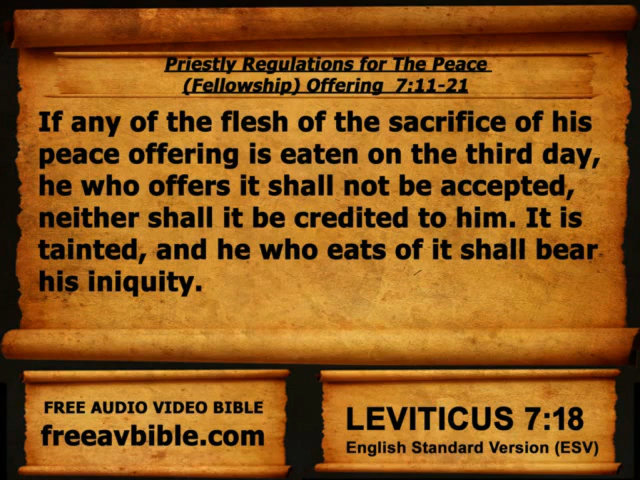 Priestly Regulations for The Peace
(Fellowship) Offering 7:11-21
If any of the flesh of the sacrifice of his
peace offering is eaten on the third day,
he who offers it shall not be accepted,
neither shall it be credited to him. It is
tainted, and he who eats of it shall bear
his iniquity.
FREE AUDIO VIDEO BIBLE
freeavbible.com
LEVITICUS 7:18
English Standard Version (ESV)